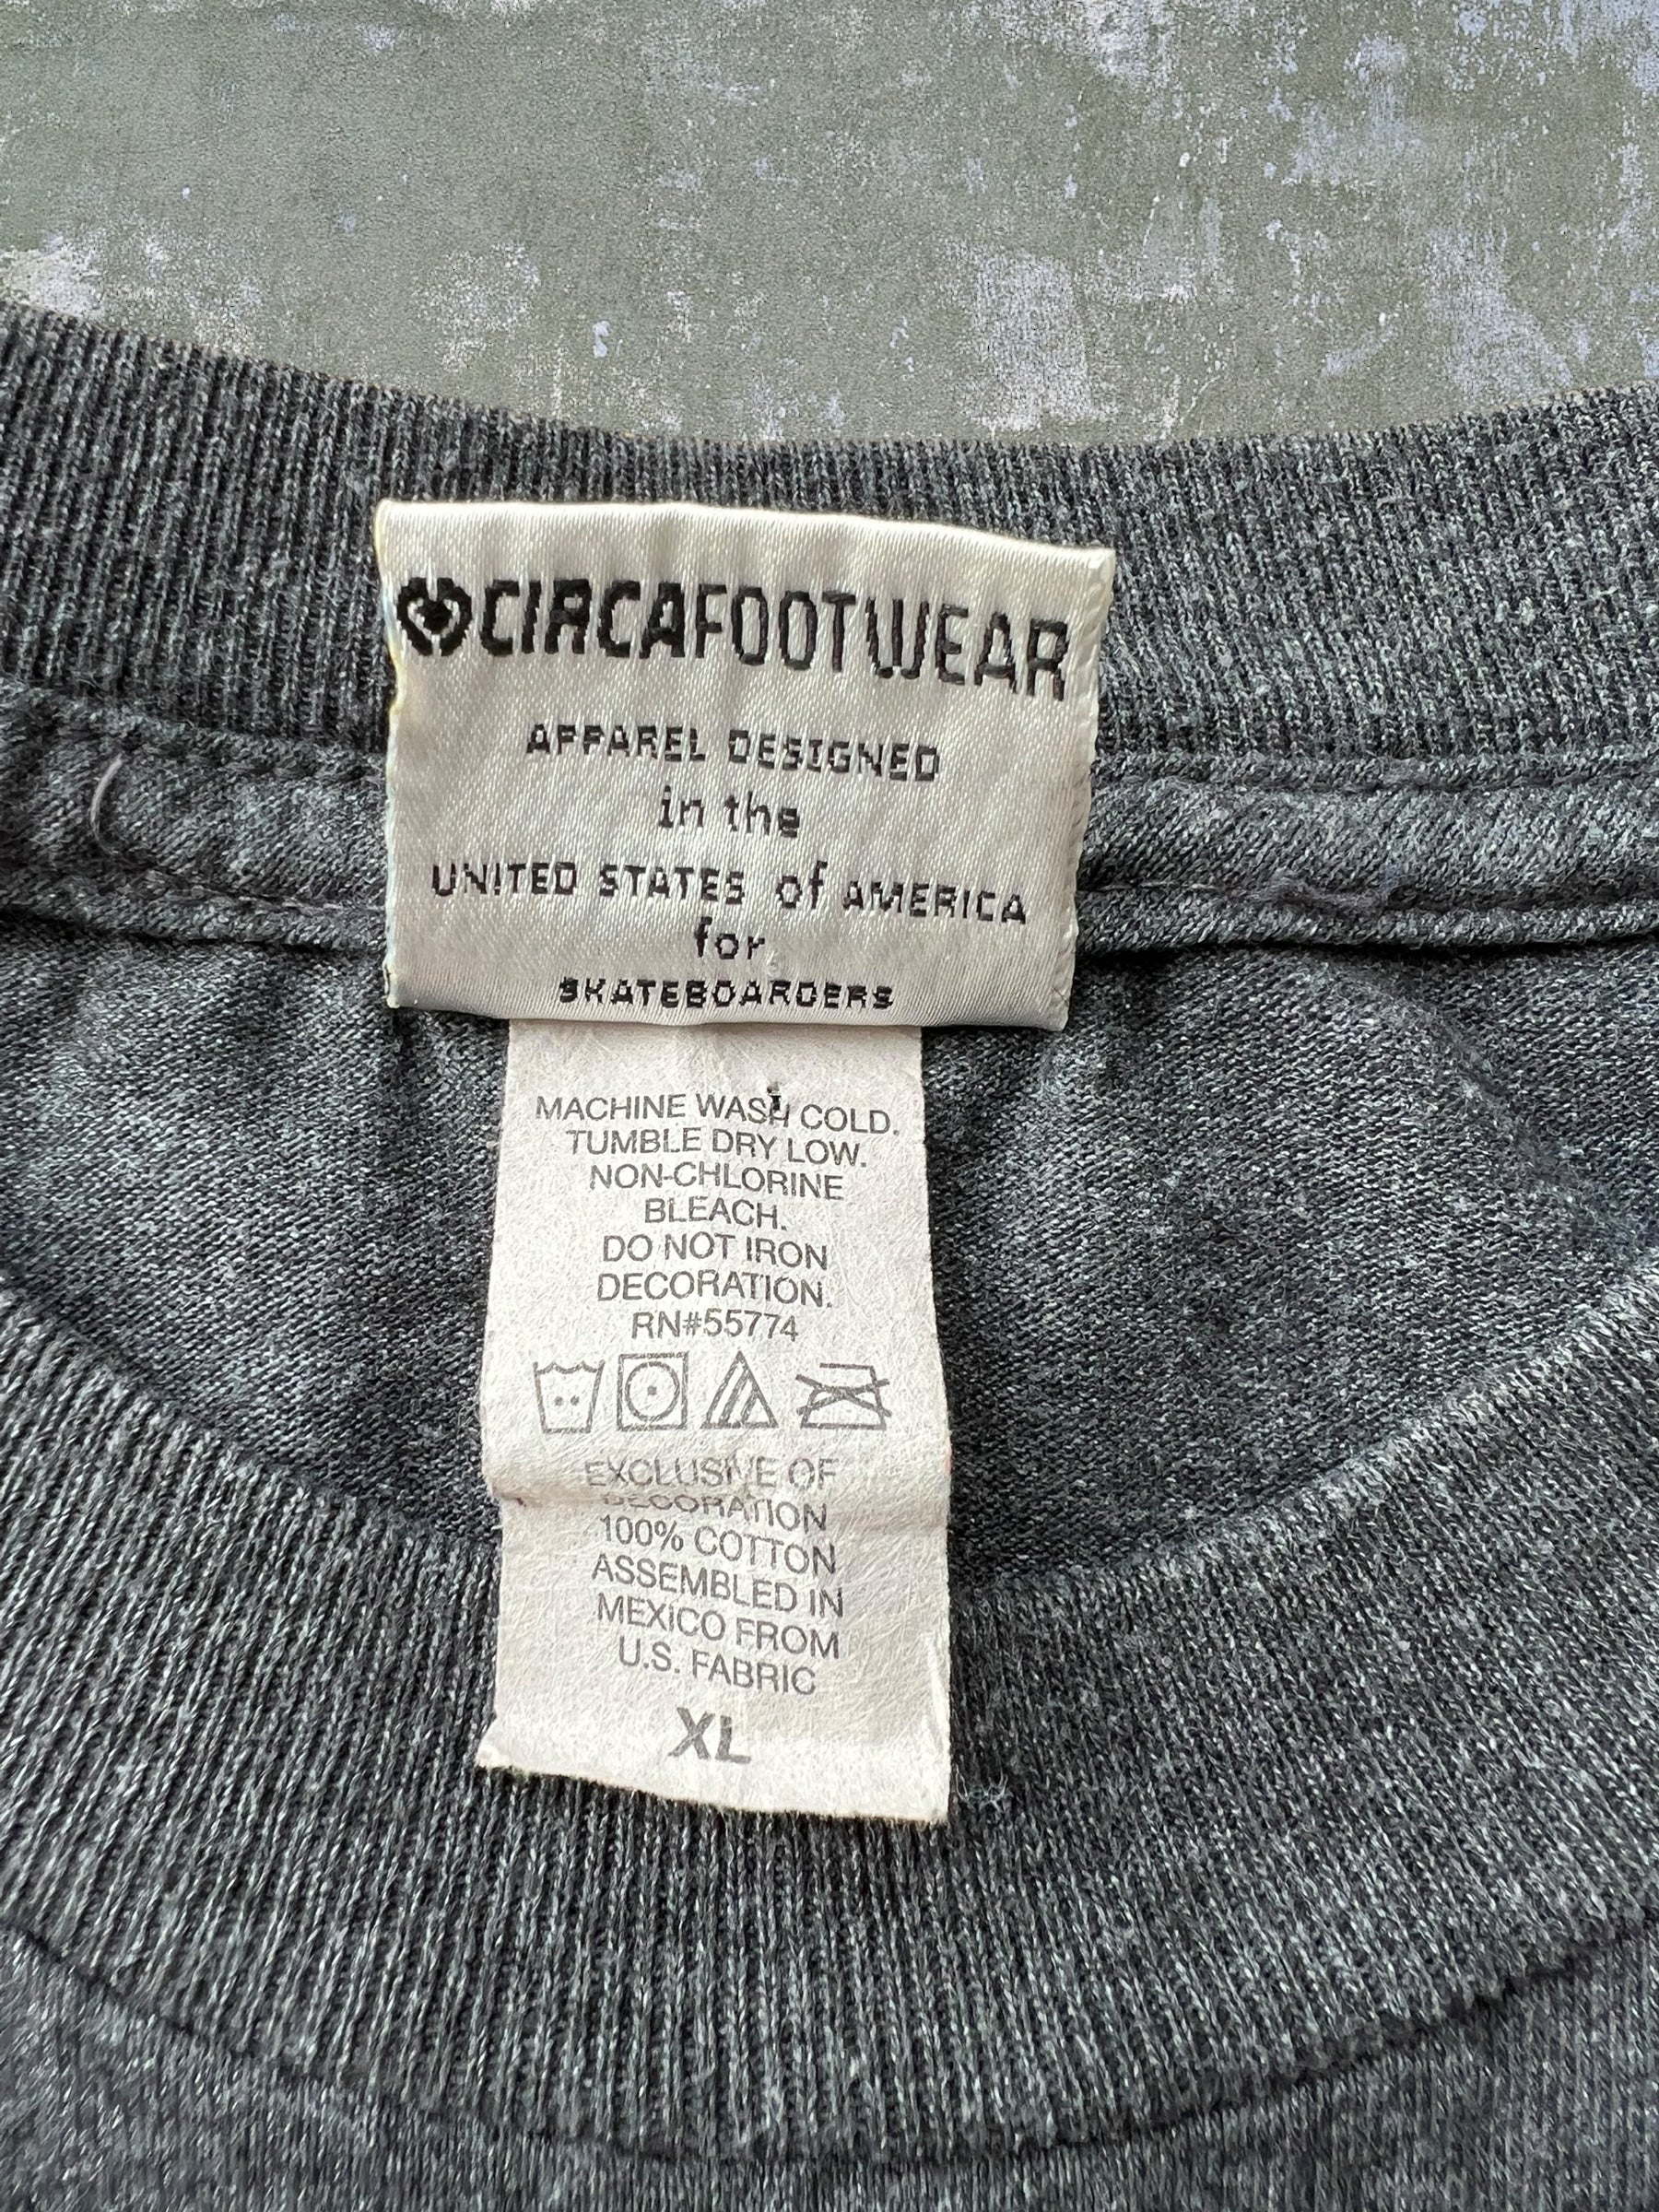 CIRCAFOOTWEAR
APPAREL DESIGNED
in the
UNITED STATES of AMERICA
for
SKATEBOARDERS
MACHINE WASH COLD.
TUMBLE DRY LOW.
NON-CHLORINE
BLEACH.
DO NOT IRON
DECORATION.
RN#55774
EXCLUSIVE OF
DECORATION
100% COTTON
ASSEMBLED IN
MEXICO FROM
U.S. FABRIC
XL